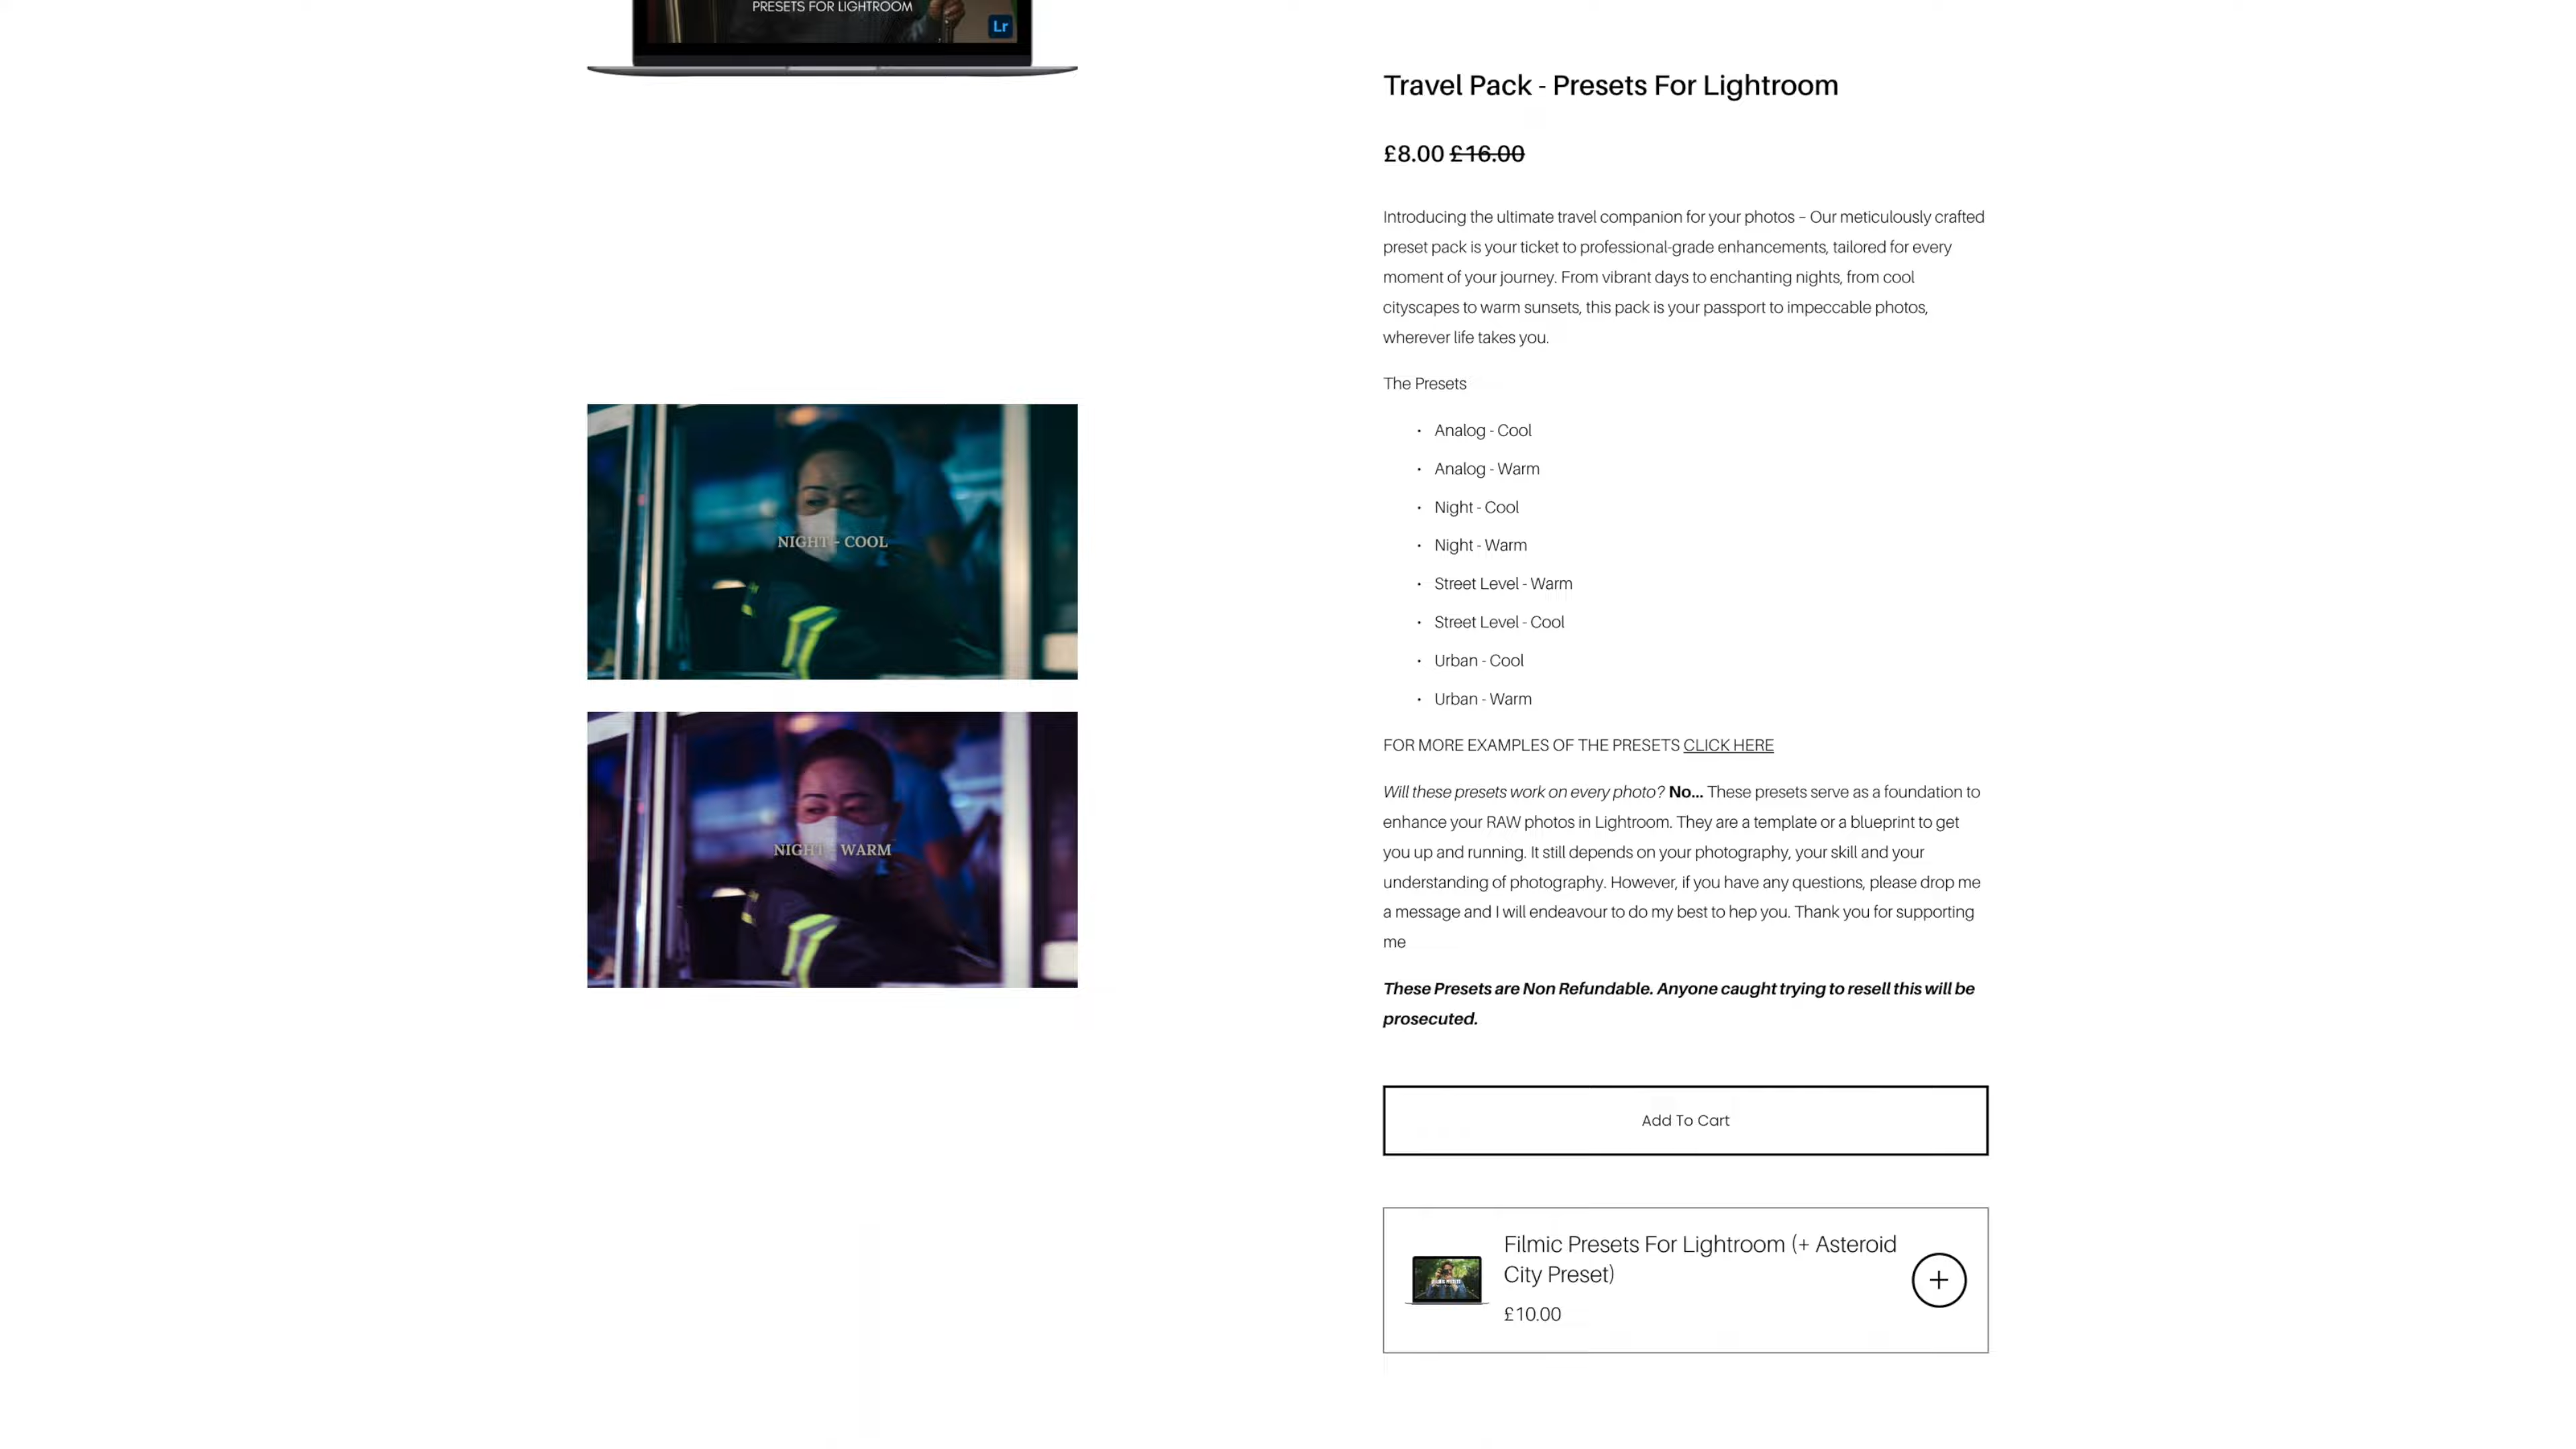 PRESETS FOR LIGHTROOM
Lr
Travel Pack - Presets For Lightroom
£8.00 £16.00
Introducing the ultimate travel companion for your photos – Our meticulously crafted
preset pack is your ticket to professional-grade enhancements, tailored for every
moment of your journey. From vibrant days to enchanting nights, from cool
cityscapes to warm sunsets, this pack is your passport to impeccable photos,
wherever life takes you.
The Presets
• Analog - Cool
• Analog - Warm
• Night - Cool
• Night - Warm
• Street Level - Warm
• Street Level - Cool
• Urban - Cool
• Urban - Warm
FOR MORE EXAMPLES OF THE PRESETS CLICK HERE
Will these presets work on every photo? No... These presets serve as a foundation to
enhance your RAW photos in Lightroom. They are a template or a blueprint to get
you up and running. It still depends on your photography, your skill and your
understanding of photography. However, if you have any questions, please drop me
a message and I will endeavour to do my best to hep you. Thank you for supporting
me
These Presets are Non Refundable. Anyone caught trying to resell this will be
prosecuted.
NIGHT - COOL
NIGHT - WARM
Add To Cart
Filmic Presets For Lightroom (+ Asteroid
City Preset)
£10.00